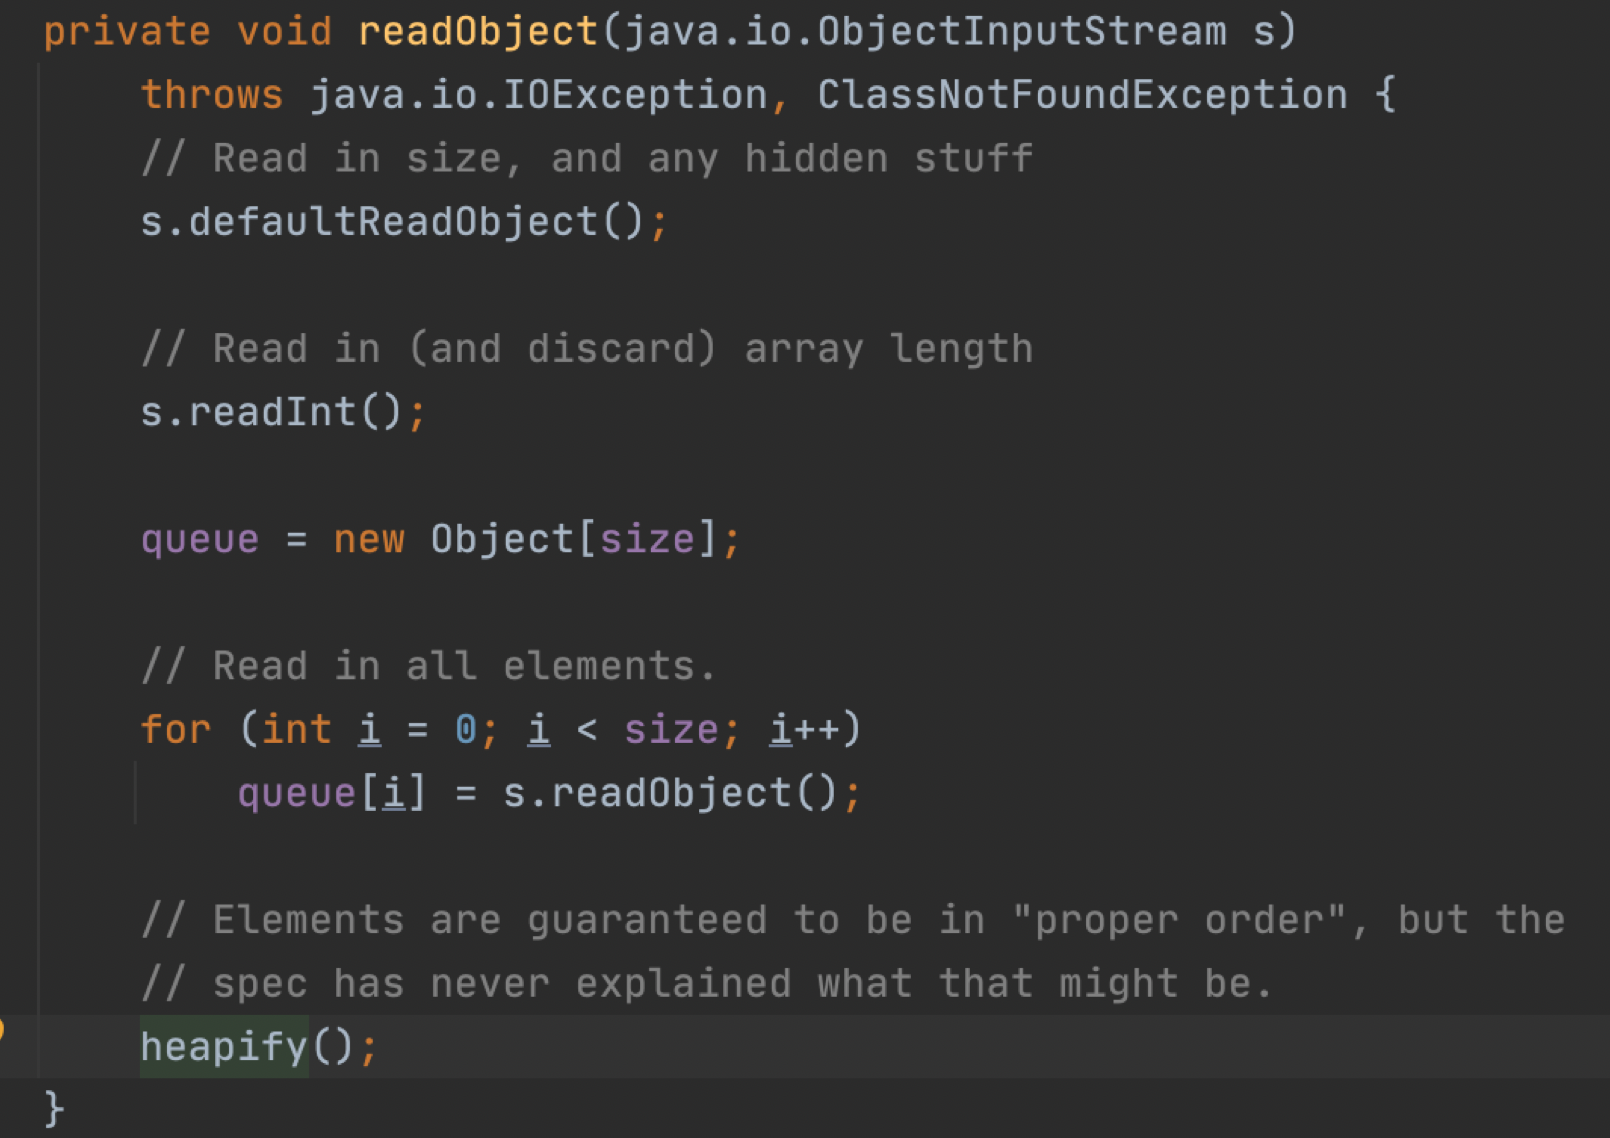 private void readObject(java.io.ObjectInputStream s)
throws java.io.IOException, ClassNotFoundException {
// Read in size, and any hidden stuff
s.defaultReadObject();
// Read in (and discard) array length
s.readInt();
queue = new Object[size];
// Read in all elements.
for (int i = 0; i < size; i++)
queue[i] = s.readObject();
// Elements are guaranteed to be in "proper order", but the
// spec has never explained what that might be.
heapify();
}